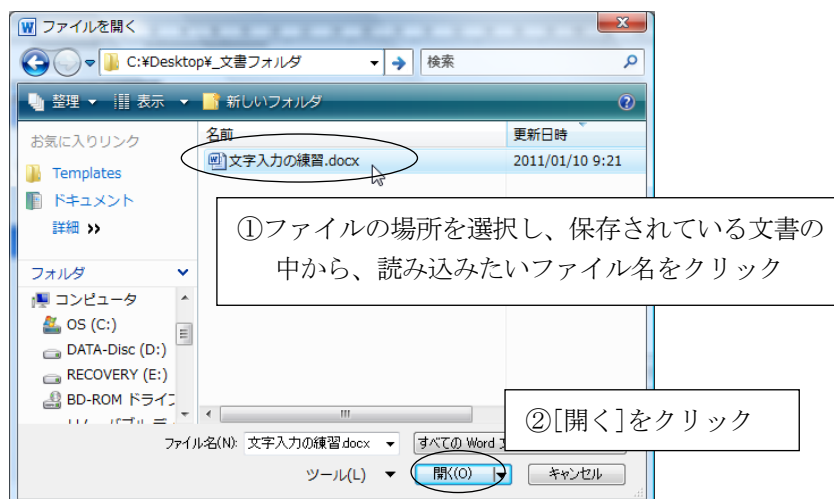 ファイルを開く
C:¥Desktop¥_文書フォルダ
検索
整理 表示 新しいフォルダ
お気に入りリンク
Templates
ドキュメント
詳細 »
フォルダ
コンピュータ
OS (C:)
DATA-Disc (D:)
RECOVERY (E:)
BD-ROM ドライブ
名前 更新日時
文字入力の練習.docx 2011/01/10 9:21
①ファイルの場所を選択し、保存されている文書の
中から、読み込みたいファイル名をクリック
②[開く]をクリック
ファイル名(N): 文字入力の練習.docx すべての Word
ツール(L) 開く(O) キャンセル